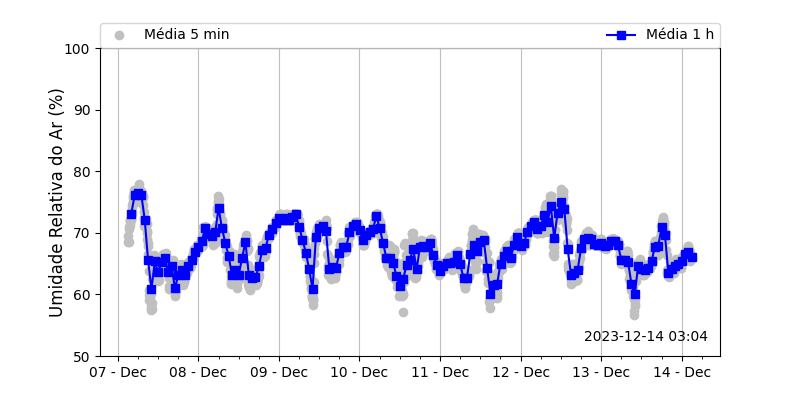 Média 5 min
Média 1 h
100
90
80
70
60
50
Umidade Relativa do Ar (%)
2023-12-14 03:04
07 - Dec
08 - Dec
09 - Dec
10 - Dec
11 - Dec
12 - Dec
13 - Dec
14 - Dec